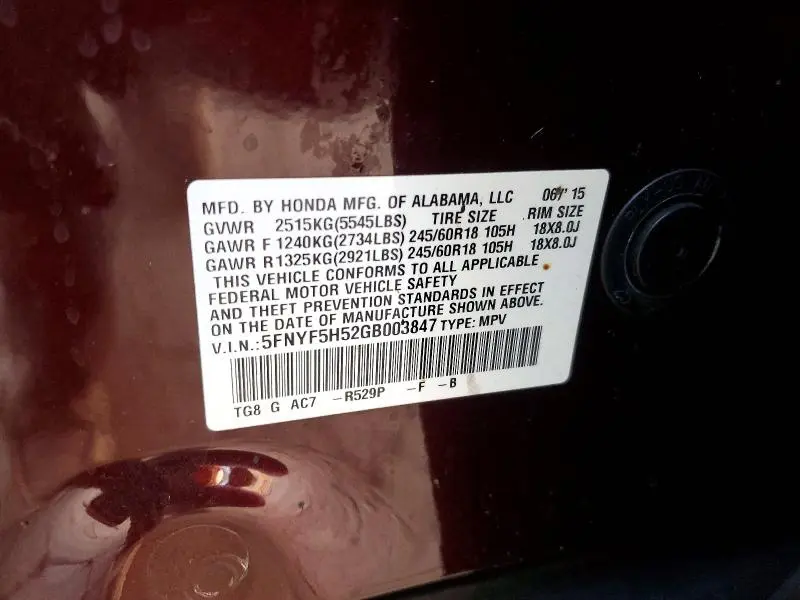 MFD. BY HONDA MFG. OF ALABAMA, LLC 06/ 15
GVWR 2515KG(5545LBS) TIRE SIZE RIM SIZE
GAWR F 1240KG(2734LBS) 245/60R18 105H 18X8.0J
GAWR R 1325KG(2921LBS) 245/60R18 105H 18X8.0J
THIS VEHICLE CONFORMS TO ALL APPLICABLE
FEDERAL MOTOR VEHICLE SAFETY
AND THEFT PREVENTION STANDARDS IN EFFECT
ON THE DATE OF MANUFACTURE SHOWN ABOVE.
V.I.N.:5FNYF5H52GB003847 TYPE: MPV
TG8 G AC7 -R529P -F -B